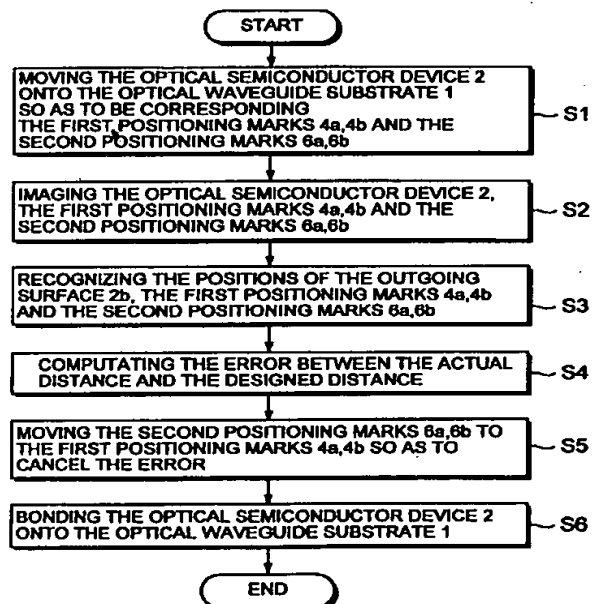 START
MOVING THE OPTICAL SEMICONDUCTOR DEVICE 2
ONTO THE OPTICAL WAVEGUIDE SUBSTRATE 1
SO AS TO BE CORRESPONDING
THE FIRST POSITIONING MARKS 4a,4b AND THE
SECOND POSITIONING MARKS 6a,6b
S1
IMAGING THE OPTICAL SEMICONDUCTOR DEVICE 2,
THE FIRST POSITIONING MARKS 4a,4b AND THE
SECOND POSITIONING MARKS 6a,6b
S2
RECOGNIZING THE POSITIONS OF THE OUTGOING
SURFACE 2b, THE FIRST POSITIONING MARKS 4a,4b
AND THE SECOND POSITIONING MARKS 6a,6b
S3
COMPUTATING THE ERROR BETWEEN THE ACTUAL
DISTANCE AND THE DESIGNED DISTANCE
S4
MOVING THE SECOND POSITIONING MARKS 6a,6b TO
THE FIRST POSITIONING MARKS 4a,4b SO AS TO
CANCEL THE ERROR
S5
BONDING THE OPTICAL SEMICONDUCTOR DEVICE 2
ONTO THE OPTICAL WAVEGUIDE SUBSTRATE 1
S6
END